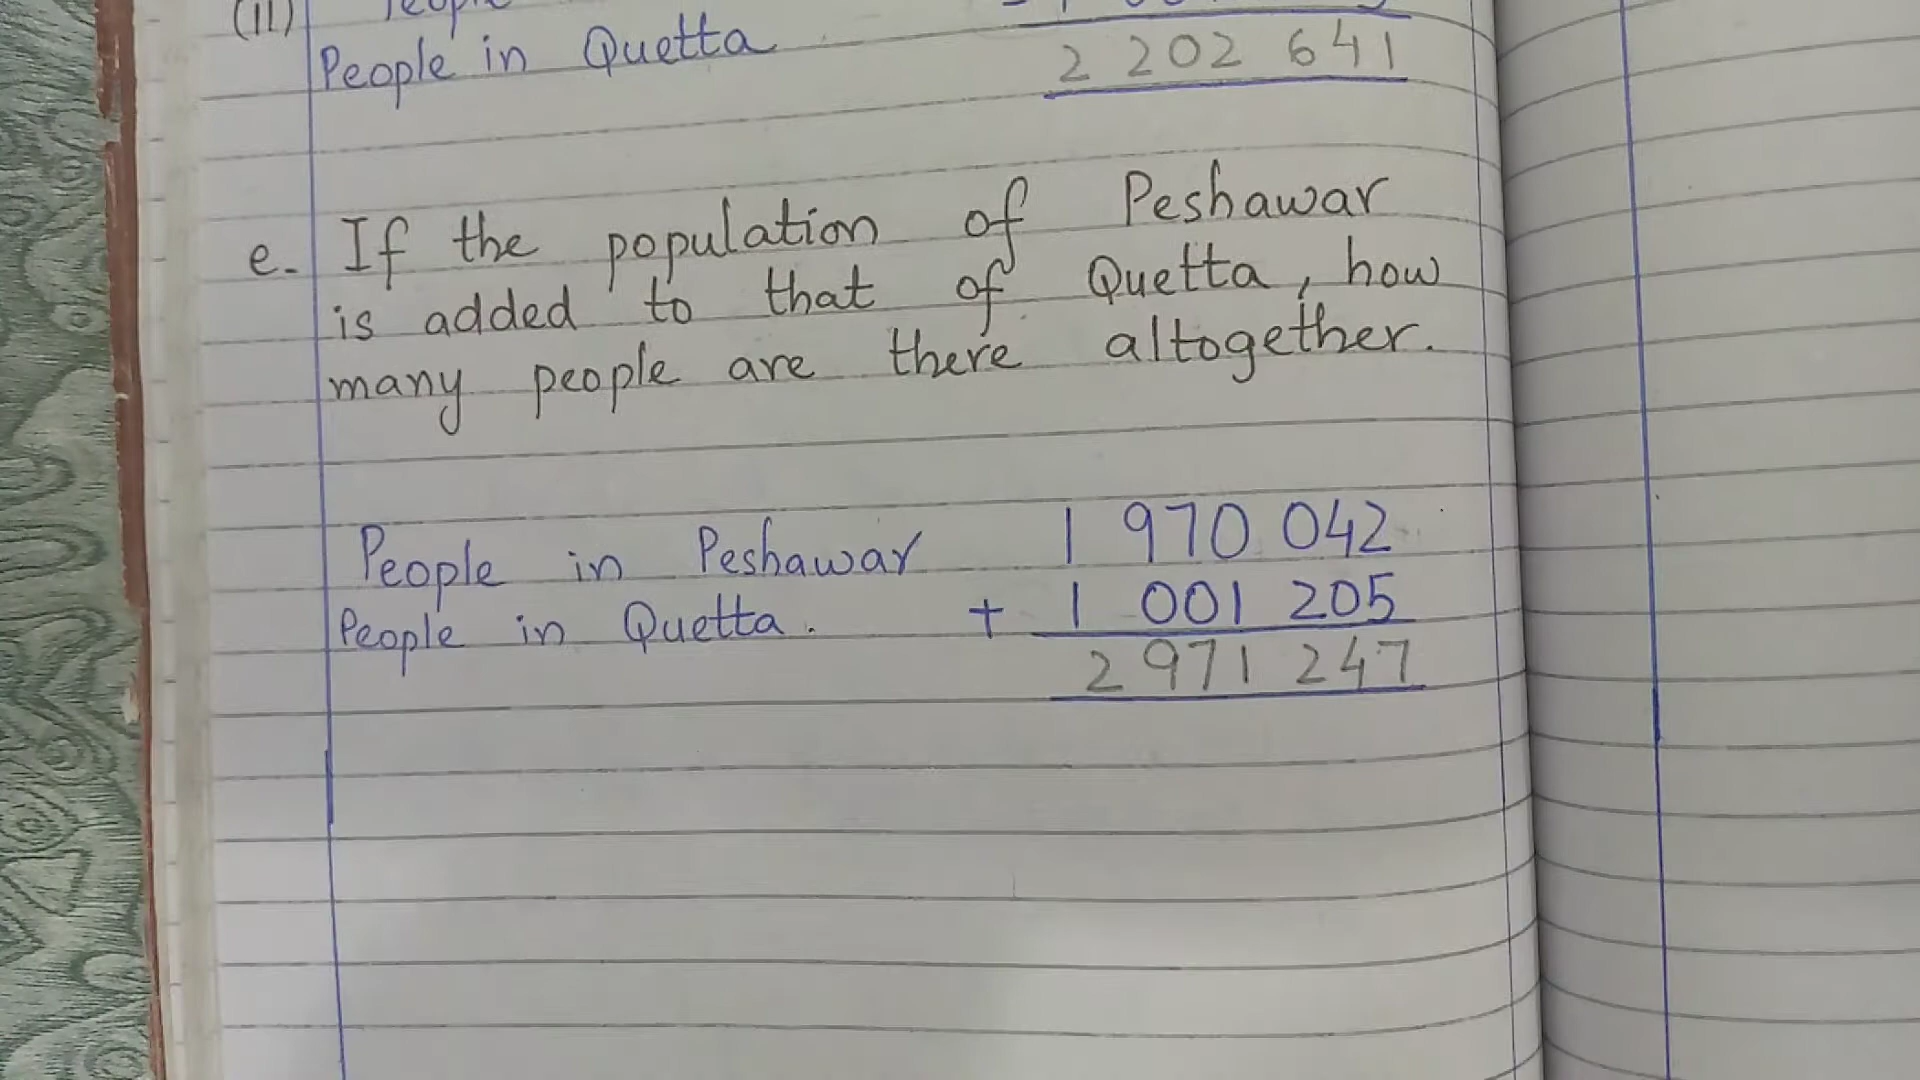 (ii) People
People in Quetta 2 202 641
e. If the population of Peshawar
is added to that of Quetta, how
many people are there altogether.
People in Peshawar 1 970 042
People in Quetta. + 1 001 205
2 971 247